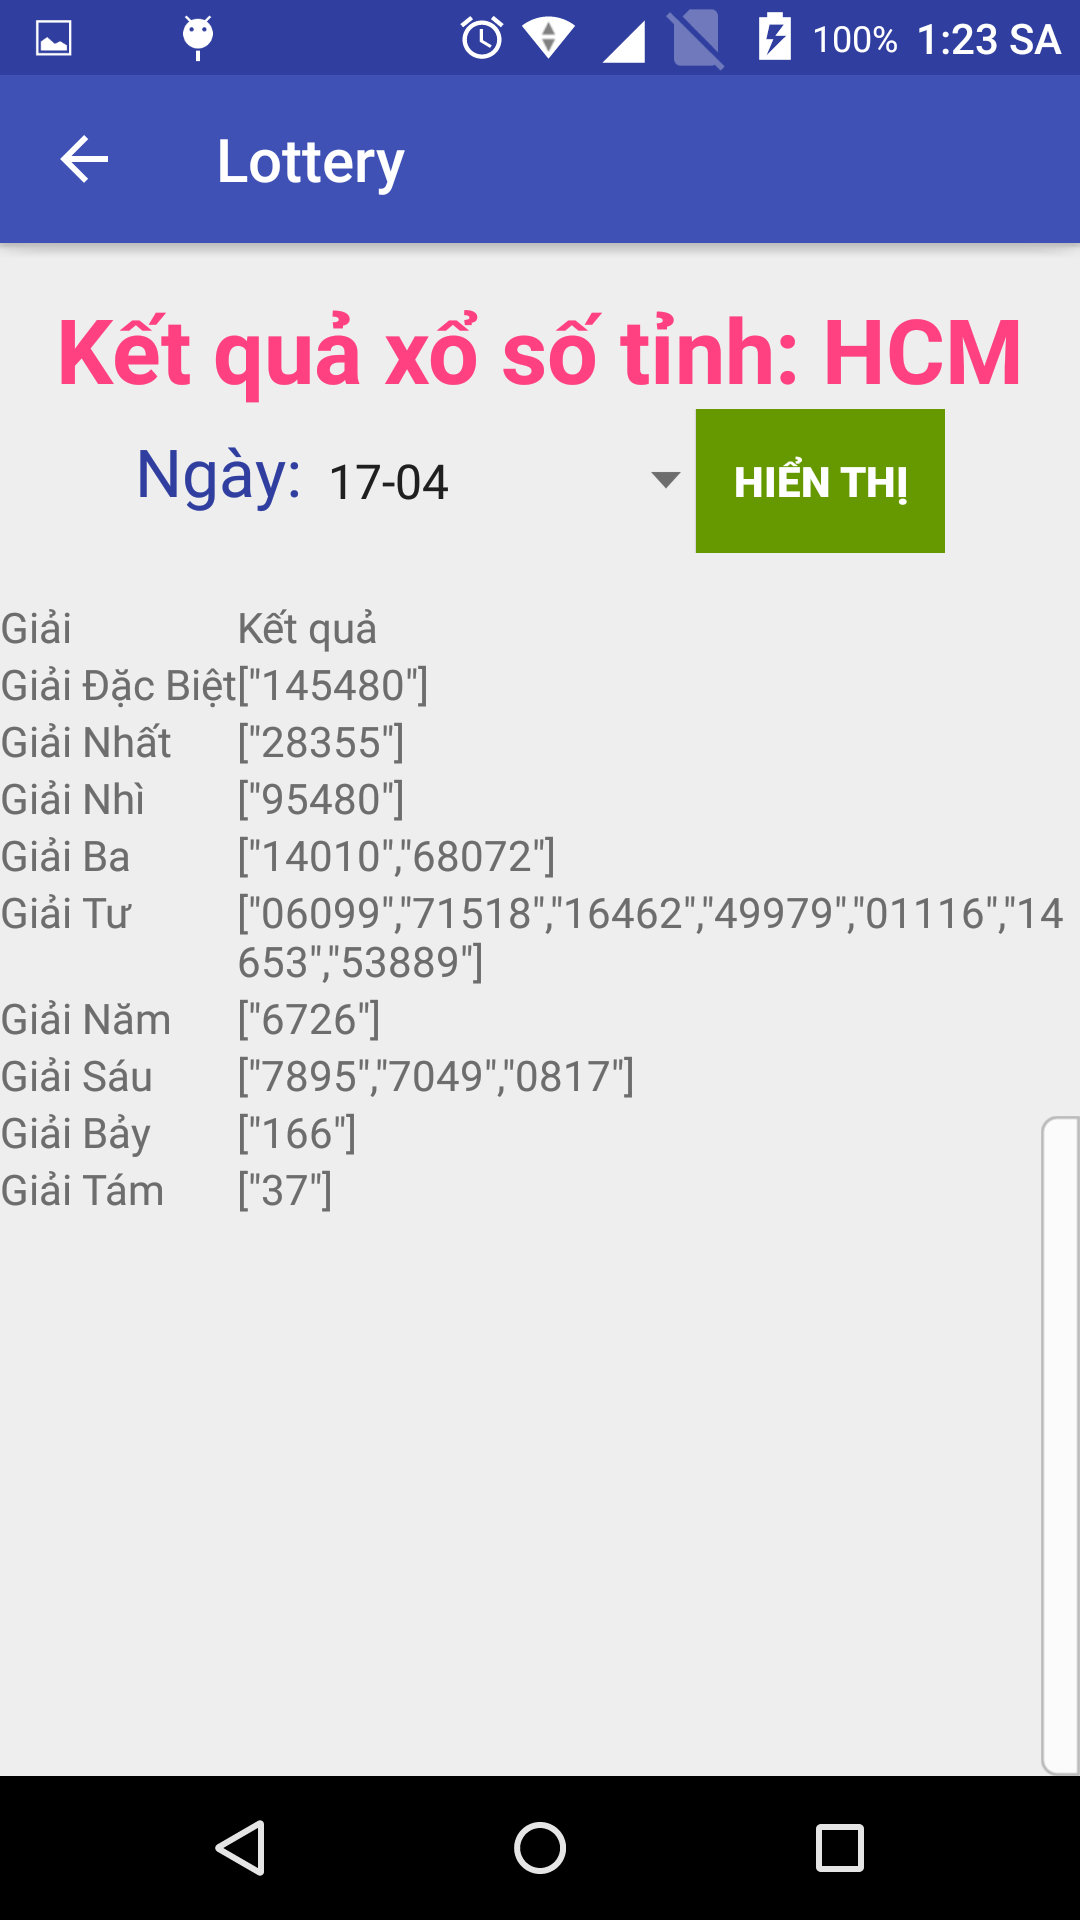 100% 1:23 SA
Lottery
Kết quả xổ số tỉnh: HCM
Ngày: 17-04 HIỂN THỊ
Giải Kết quả
Giải Đặc Biệt ["145480"]
Giải Nhất ["28355"]
Giải Nhì ["95480"]
Giải Ba ["14010","68072"]
Giải Tư ["06099","71518","16462","49979","01116","14
653","53889"]
Giải Năm ["6726"]
Giải Sáu ["7895","7049","0817"]
Giải Bảy ["166"]
Giải Tám ["37"]